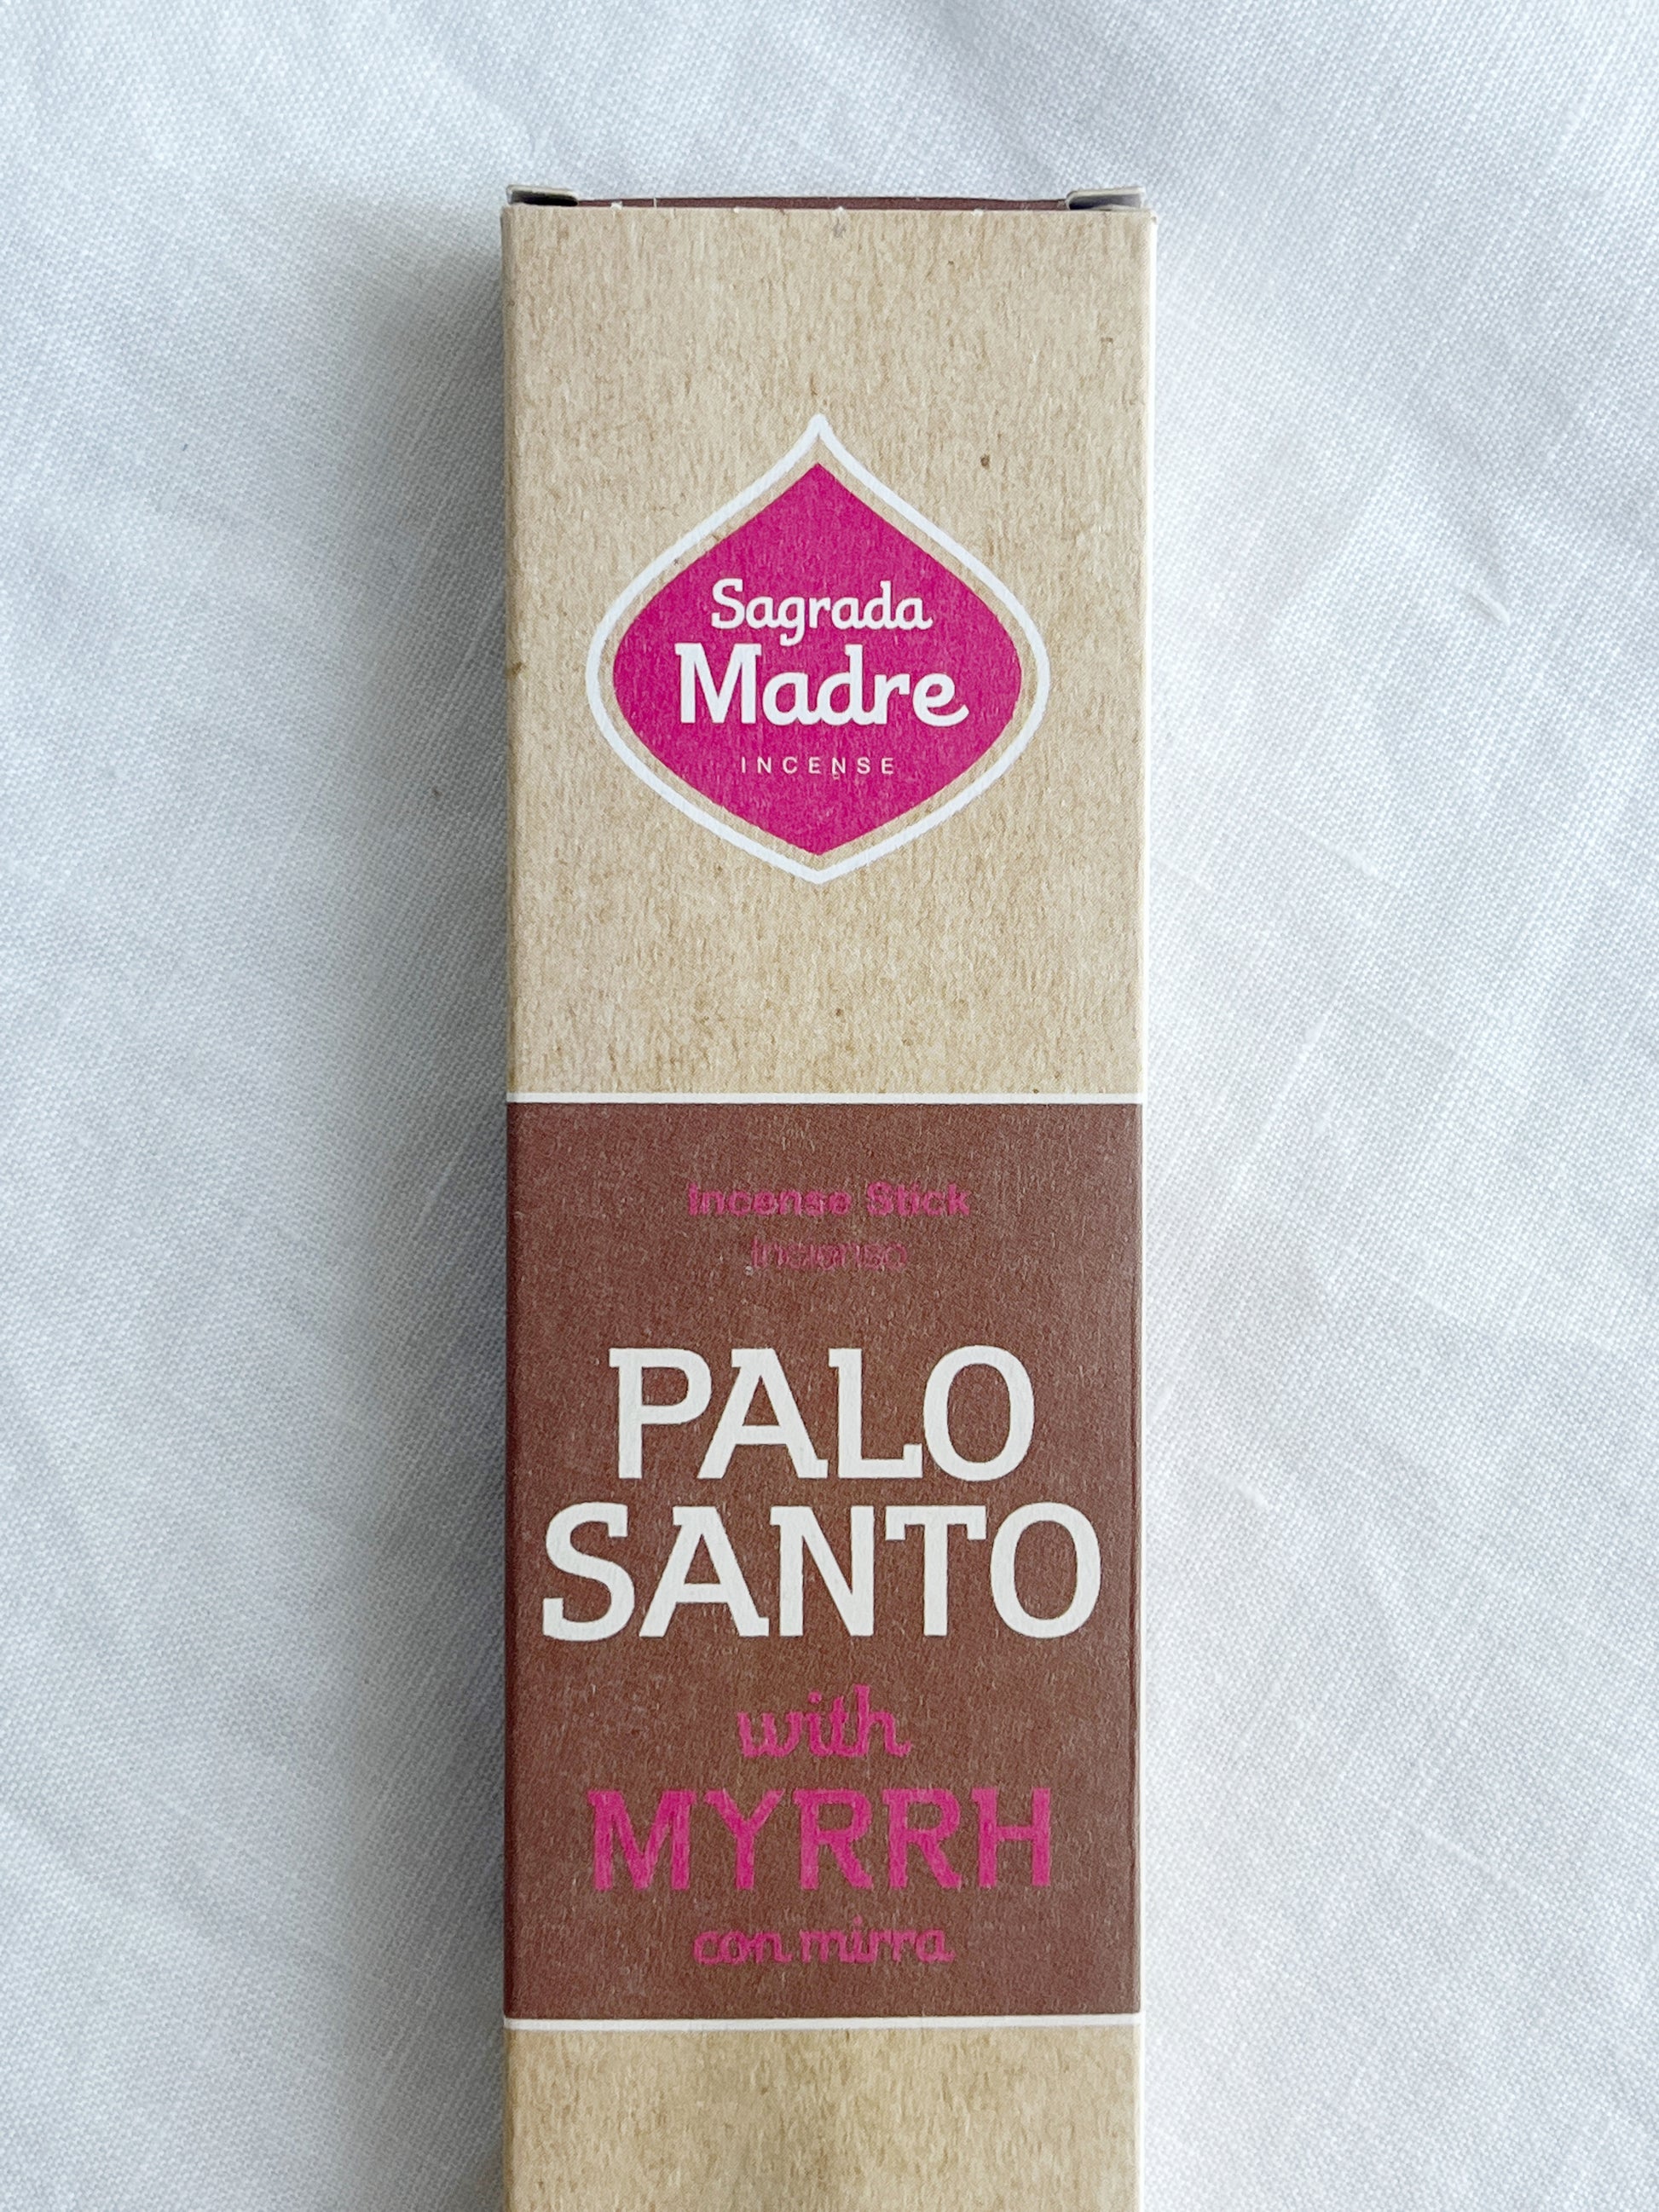 Sagrada
Madre
INCENSE
Incense Stick
Incienso
PALO
SANTO
with
MYRRH
con mirra